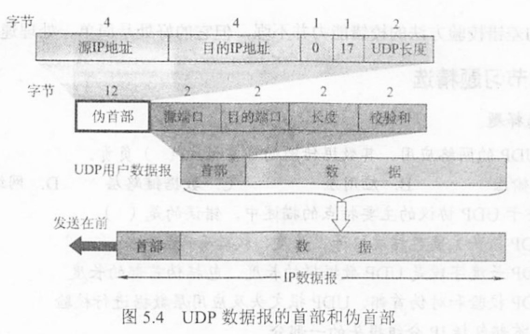 字节 4 4 1 1 2
源IP地址 目的IP地址 0 17 UDP长度
字节 12 2 2 2 2
伪首部 源端口 目的端口 长度 校验和
UDP用户数据报 首部 数 据
发送在前
首部 数 据
IP数据报
图 5.4 UDP 数据报的首部和伪首部